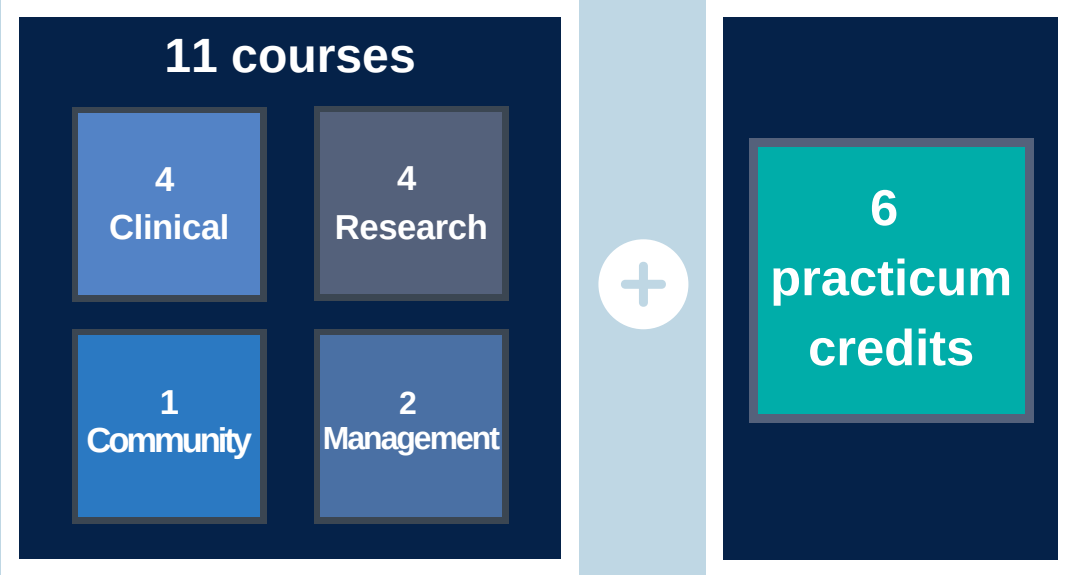 11 courses
4
Clinical
4
Research
1
Community
2
Management
6
practicum
credits